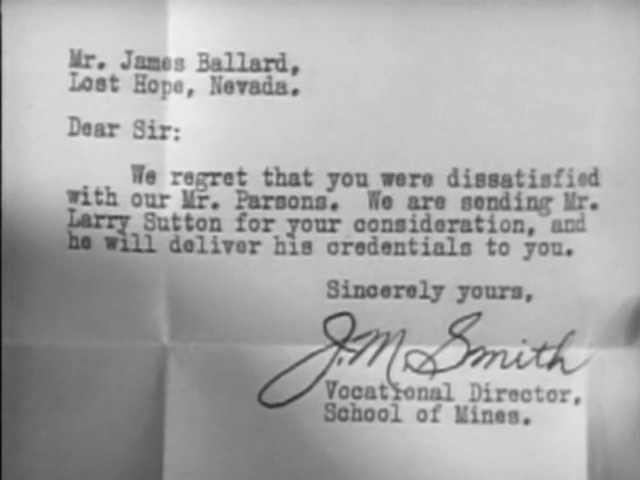 Mr. James Ballard,
Lost Hope, Nevada.
Dear Sir:
We regret that you were dissatisfied
with our Mr. Parsons. We are sending Mr.
Larry Sutton for your consideration, and
he will deliver his credentials to you.
Sincerely yours,
J. M. Smith
Vocational Director,
School of Mines.